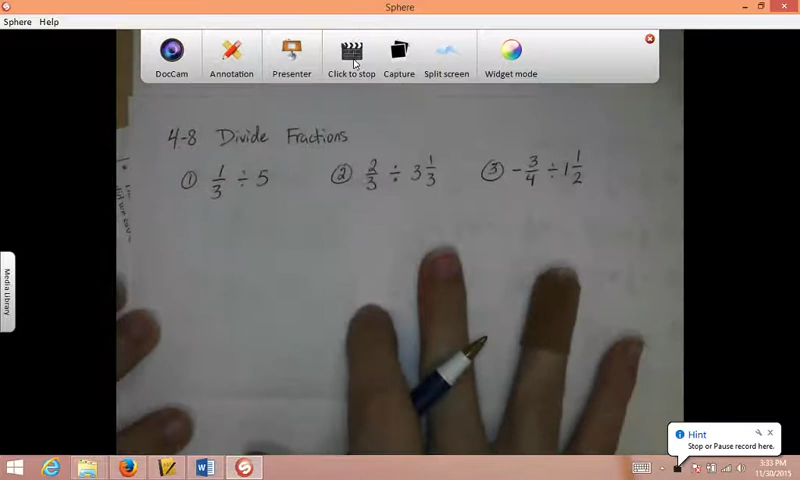 Sphere
Sphere Help
DocCam Annotation Presenter Click to stop Capture Split screen Widget mode
4-8 Divide Fractions
① 1/3 ÷ 5 ② 2/3 ÷ 3 1/3 ③ - 3/4 ÷ 1 1/2
Media Library
Hint
Stop or Pause record here.
3:33 PM
11/30/2015